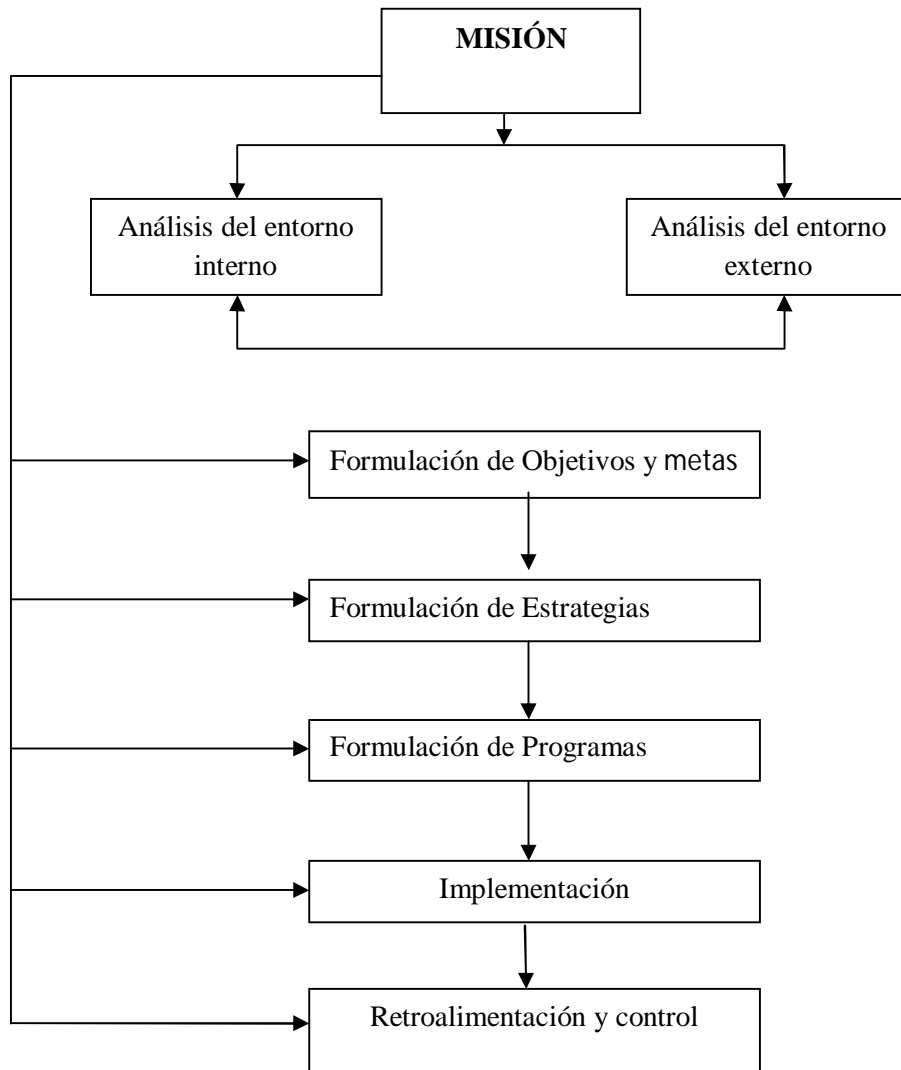 MISIÓN
Análisis del entorno
interno
Análisis del entorno
externo
Formulación de Objetivos y metas
Formulación de Estrategias
Formulación de Programas
Implementación
Retroalimentación y control